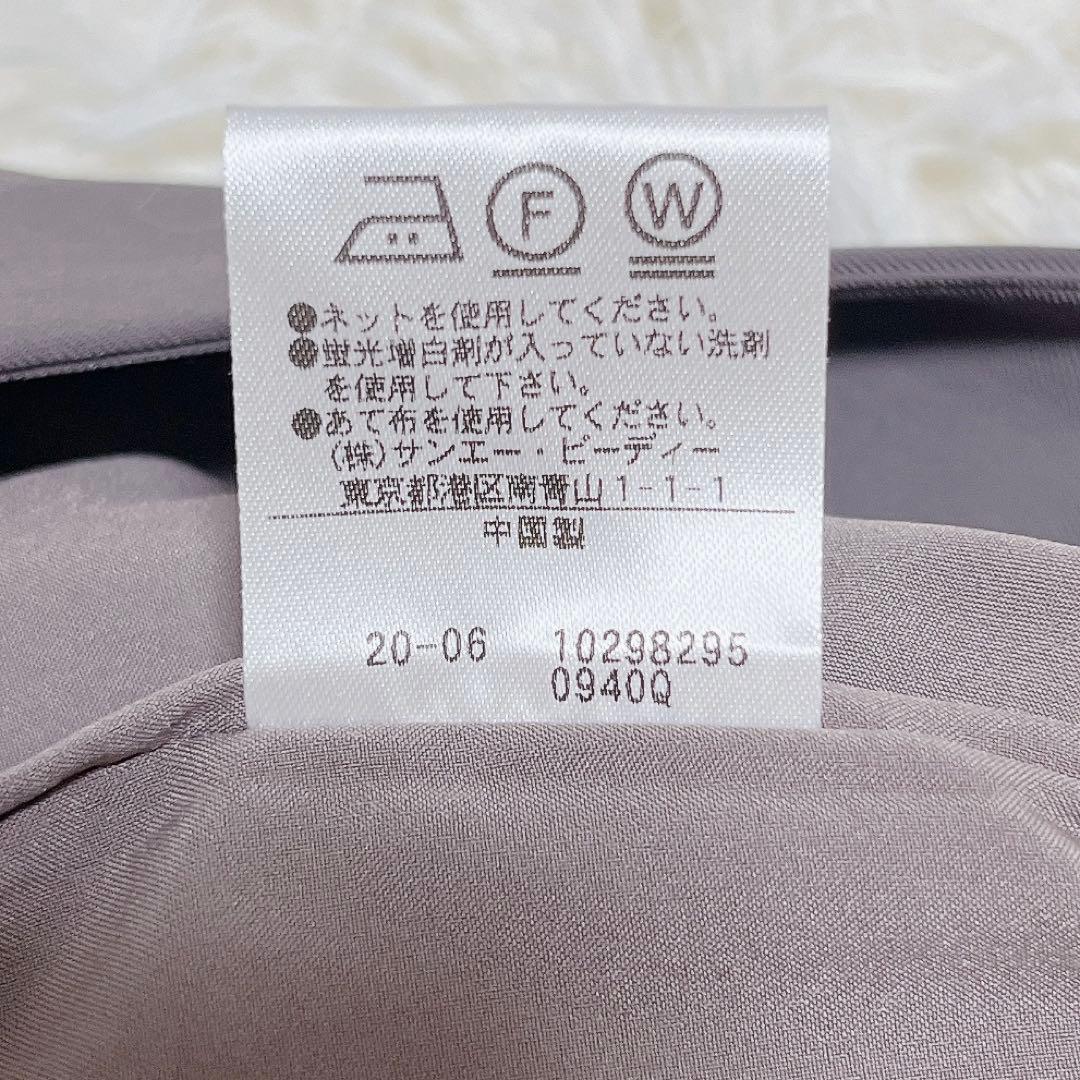 F W
●ネットを使用してください。
●蛍光増白剤が入っていない洗剤
を使用して下さい。
●あて布を使用してください。
(株)サンエー・ビーディー
東京都港区南青山1-1-1
中国製
20-06 10298295
0940Q